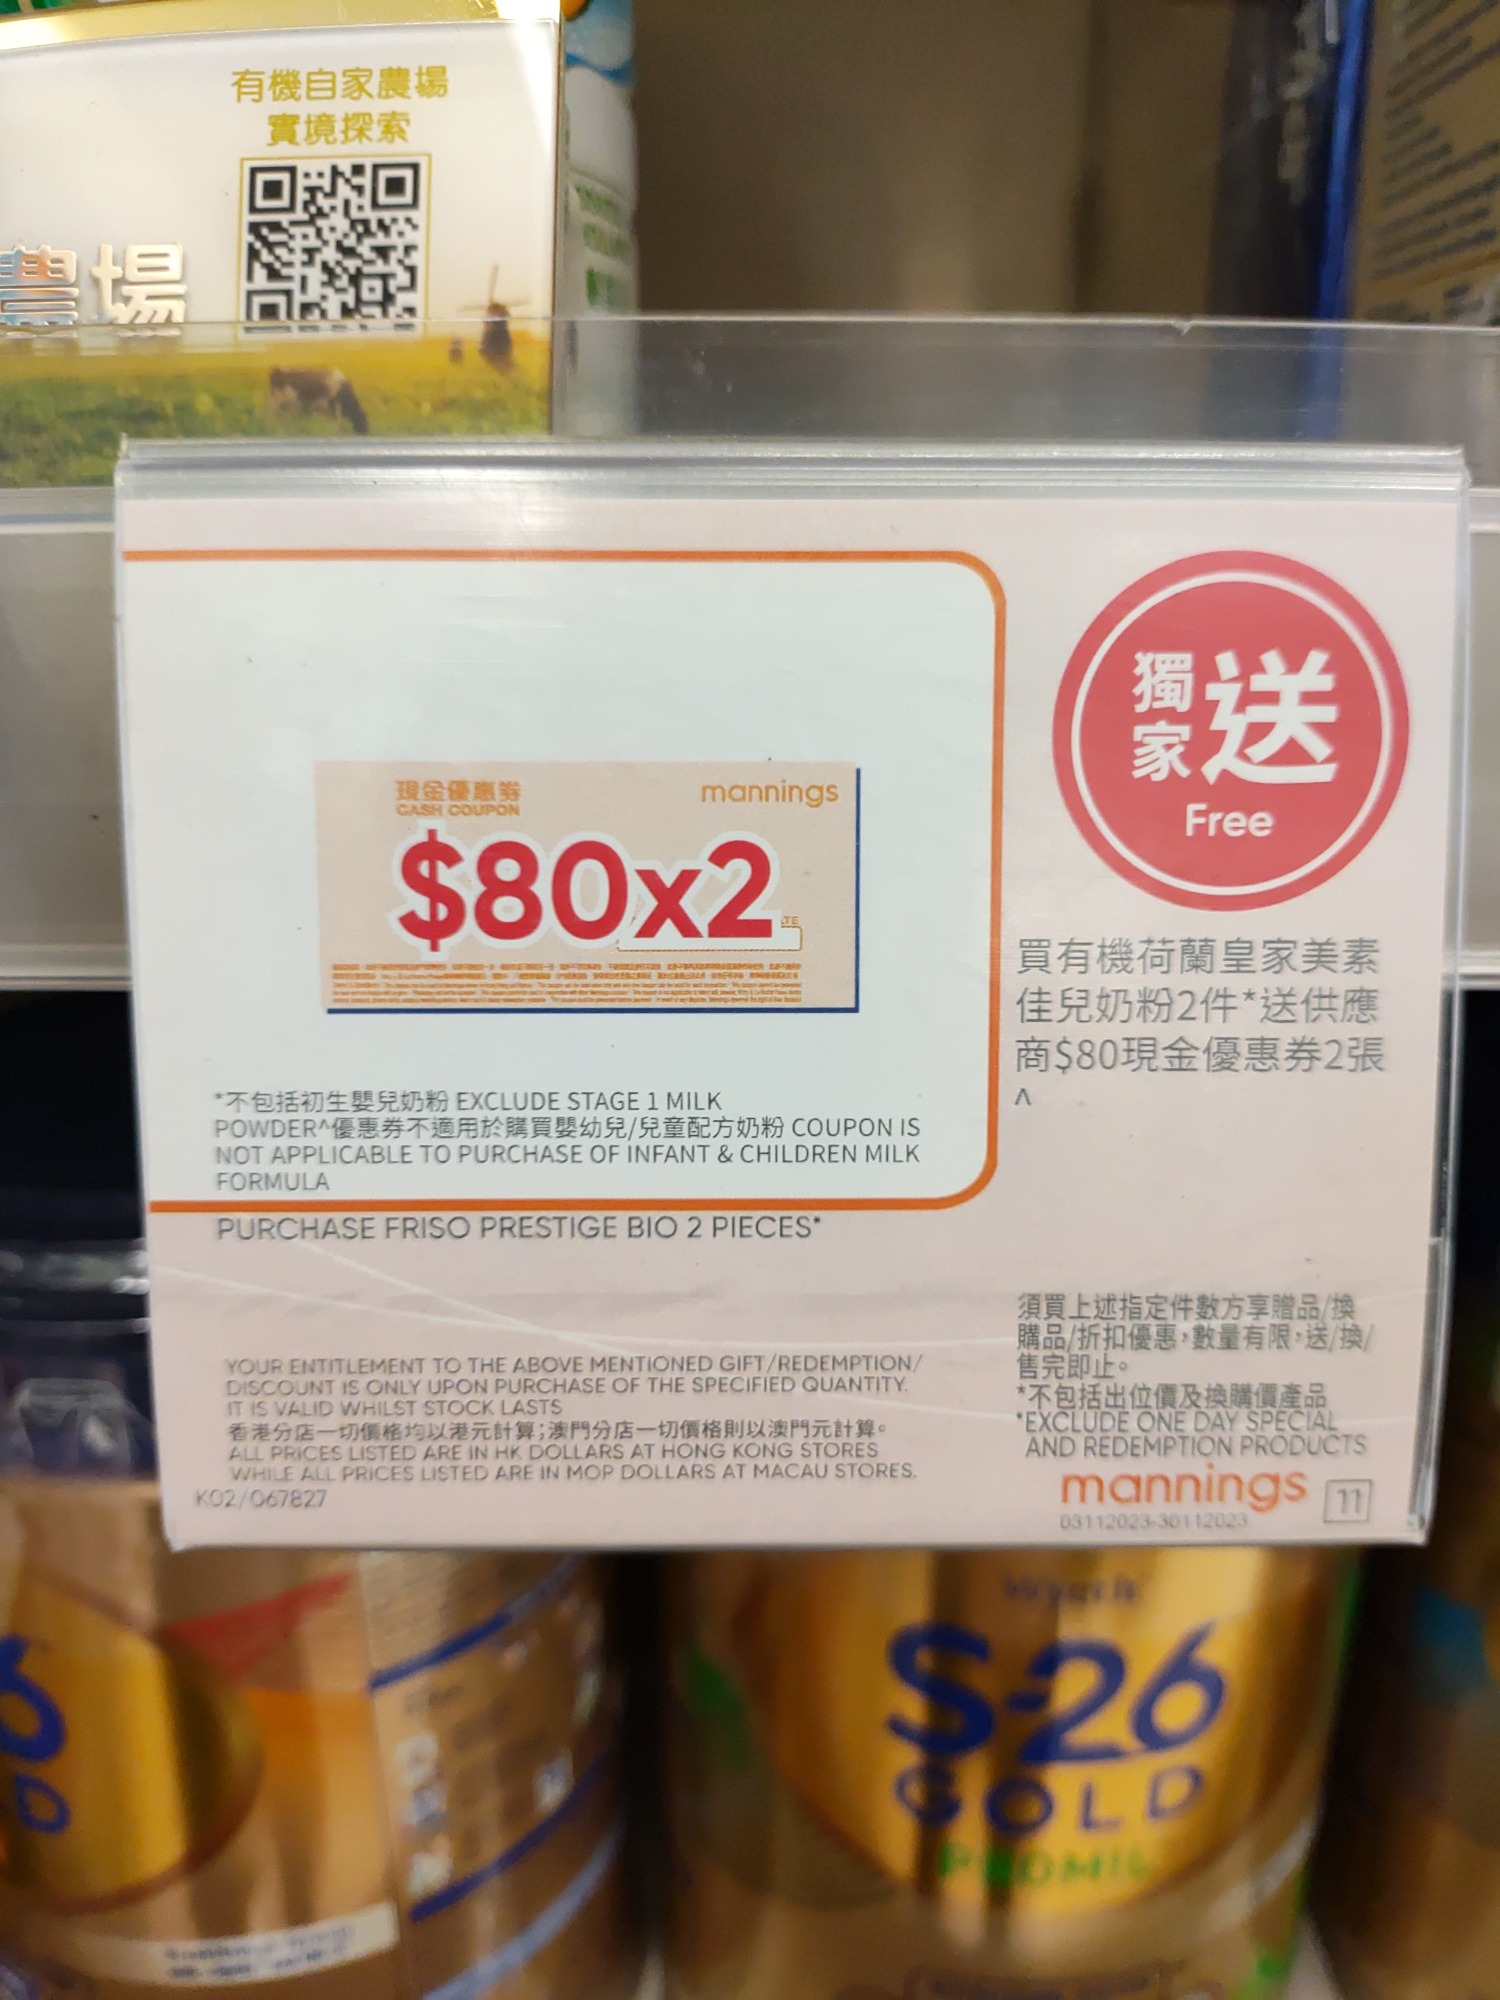 有機自家農場
實境探索
農場
獨家送
Free
現金優惠券
CASH COUPON
mannings
$80x2
買有機荷蘭皇家美素
佳兒奶粉2件*送供應
商$80現金優惠券2張
^
*不包括初生嬰兒奶粉 EXCLUDE STAGE 1 MILK
POWDER^優惠券不適用於購買嬰幼兒/兒童配方奶粉 COUPON IS
NOT APPLICABLE TO PURCHASE OF INFANT & CHILDREN MILK
FORMULA
PURCHASE FRISO PRESTIGE BIO 2 PIECES*
YOUR ENTITLEMENT TO THE ABOVE MENTIONED GIFT/REDEMPTION/
DISCOUNT IS ONLY UPON PURCHASE OF THE SPECIFIED QUANTITY.
IT IS VALID WHILST STOCK LASTS
香港分店一切價格均以港元計算;澳門分店一切價格則以澳門元計算。
ALL PRICES LISTED ARE IN HK DOLLARS AT HONG KONG STORES
WHILE ALL PRICES LISTED ARE IN MOP DOLLARS AT MACAU STORES.
K02/067827
須買上述指定件數方享贈品/換
購品/折扣優惠,數量有限,送/換/
售完即止。
*不包括出位價及換購價產品
*EXCLUDE ONE DAY SPECIAL
AND REDEMPTION PRODUCTS
mannings 11
03112023-30112023
Wyeth
S-26
GOLD
PROMIL